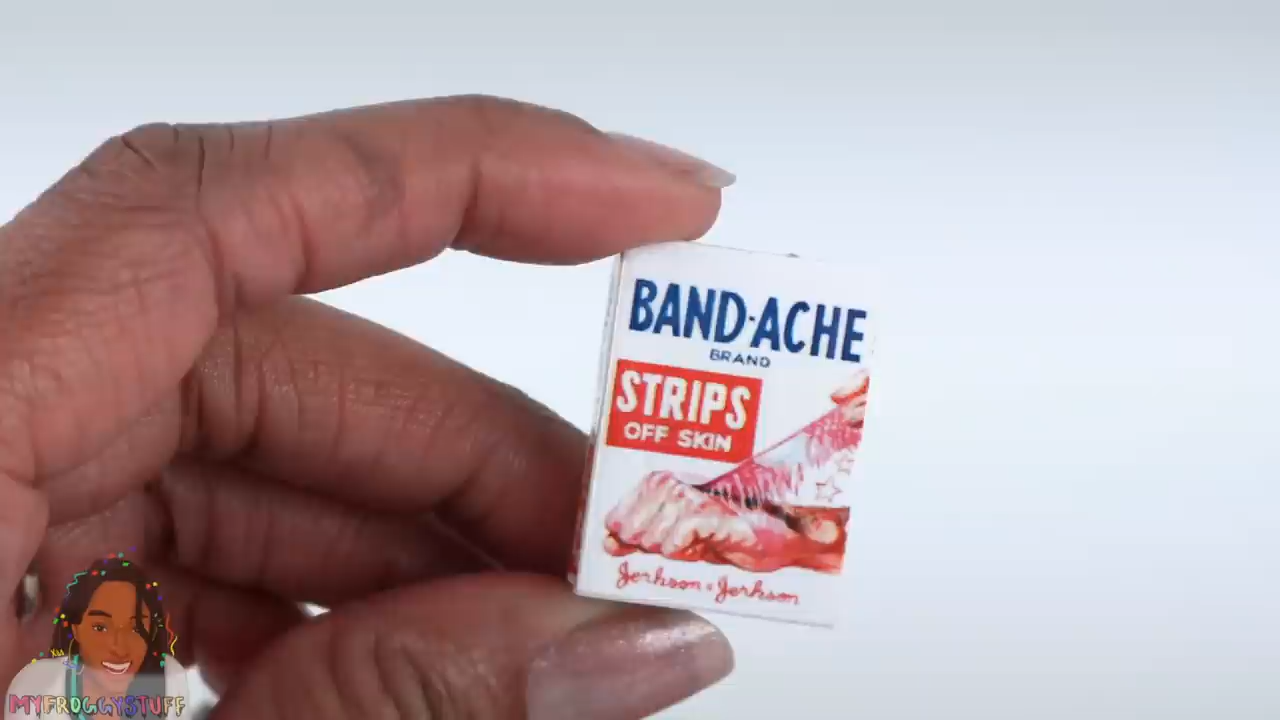 BAND-ACHE
BRAND
STRIPS
OFF SKIN
Jerkson & Jerkson
MYFROGGYSTUFF